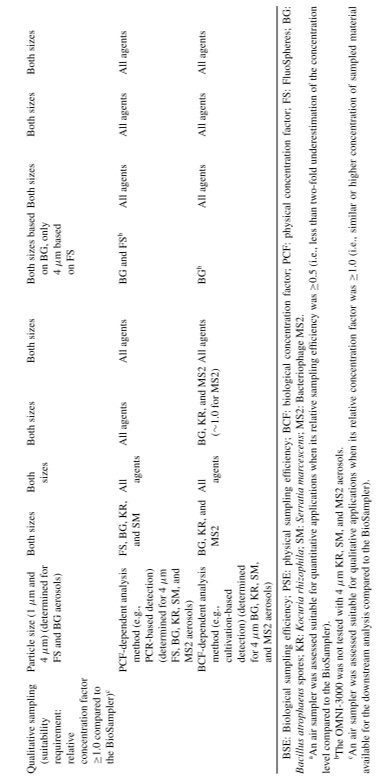 Qualitative sampling Particle size (1 μm and Both sizes Both Both sizes Both sizes Both sizes based Both sizes Both sizes Both sizes
(suitability 4 μm) (determined for sizes on BG, only
requirement: FS and BG aerosols) 4 μm based
relative on FS
concentration factor
≥1.0 compared to
the BioSampler)c
PCF-dependent analysis FS, BG, KR, All All agents All agents BG and FSb All agents All agents All agents
method (e.g., and SM agents
PCR-based detection)
(determined for 4 μm
FS, BG, KR, SM, and
MS2 aerosols)
BCF-dependent analysis BG, KR, and All BG, KR, and MS2 All agents BGb All agents All agents All agents
method (e.g., MS2 agents (~1.0 for MS2)
cultivation-based
detection) (determined
for 4 μm BG, KR, SM,
and MS2 aerosols)
BSE: Biological sampling efficiency; PSE: physical sampling efficiency; BCF: biological concentration factor; PCF: physical concentration factor; FS: FluoSpheres; BG:
Bacillus atrophaeus spores; KR: Kocuria rhizophila; SM: Serratia marcescens; MS2: Bacteriophage MS2.
aAn air sampler was assessed suitable for quantitative applications when its relative sampling efficiency was ≥0.5 (i.e., less than two-fold underestimation of the concentration
level compared to the BioSampler).
bThe OMNI-3000 was not tested with 4 μm KR, SM, and MS2 aerosols.
cAn air sampler was assessed suitable for qualitative applications when its relative concentration factor was ≥1.0 (i.e., similar or higher concentration of sampled material
available for the downstream analysis compared to the BioSampler).